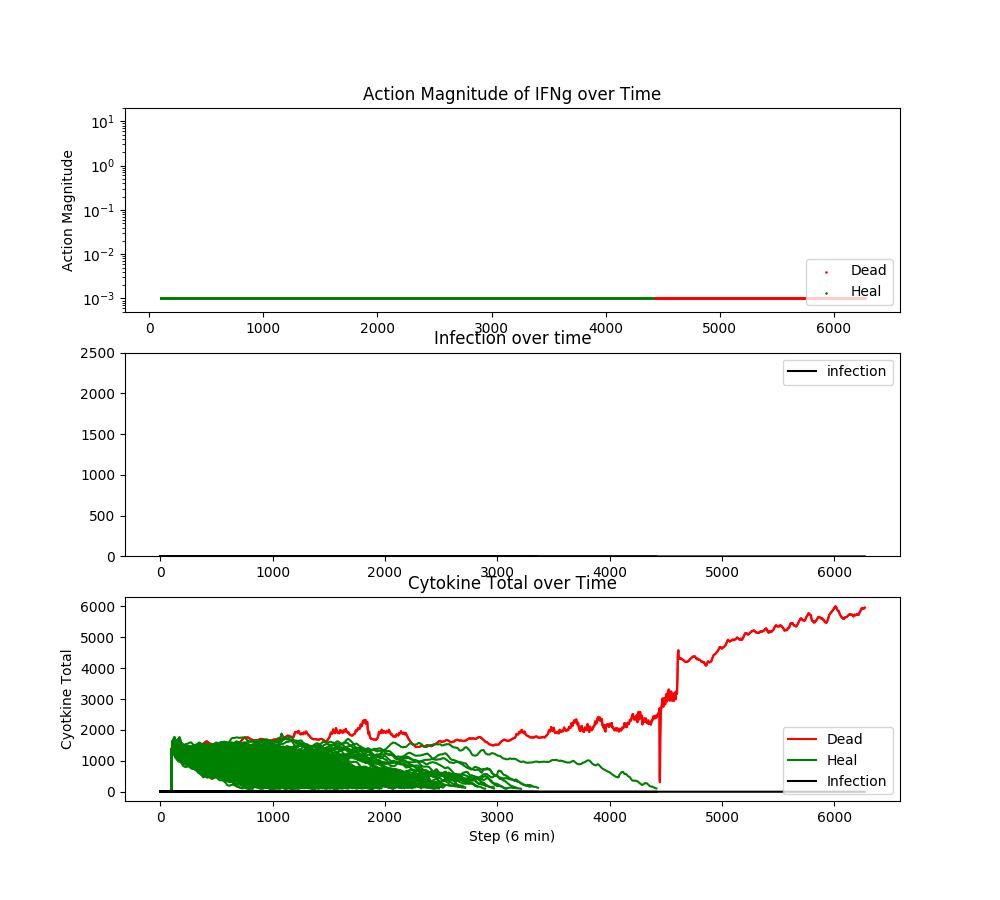 Action Magnitude of IFNg over Time
Action Magnitude
10¹
10⁰
10⁻¹
10⁻²
10⁻³
Dead
Heal
0 1000 2000 3000 4000 5000 6000
Infection over time
2500
2000
1500
1000
500
0
infection
0 1000 2000 3000 4000 5000 6000
Cytokine Total over Time
Cyotkine Total
6000
5000
4000
3000
2000
1000
0
Dead
Heal
Infection
0 1000 2000 3000 4000 5000 6000
Step (6 min)